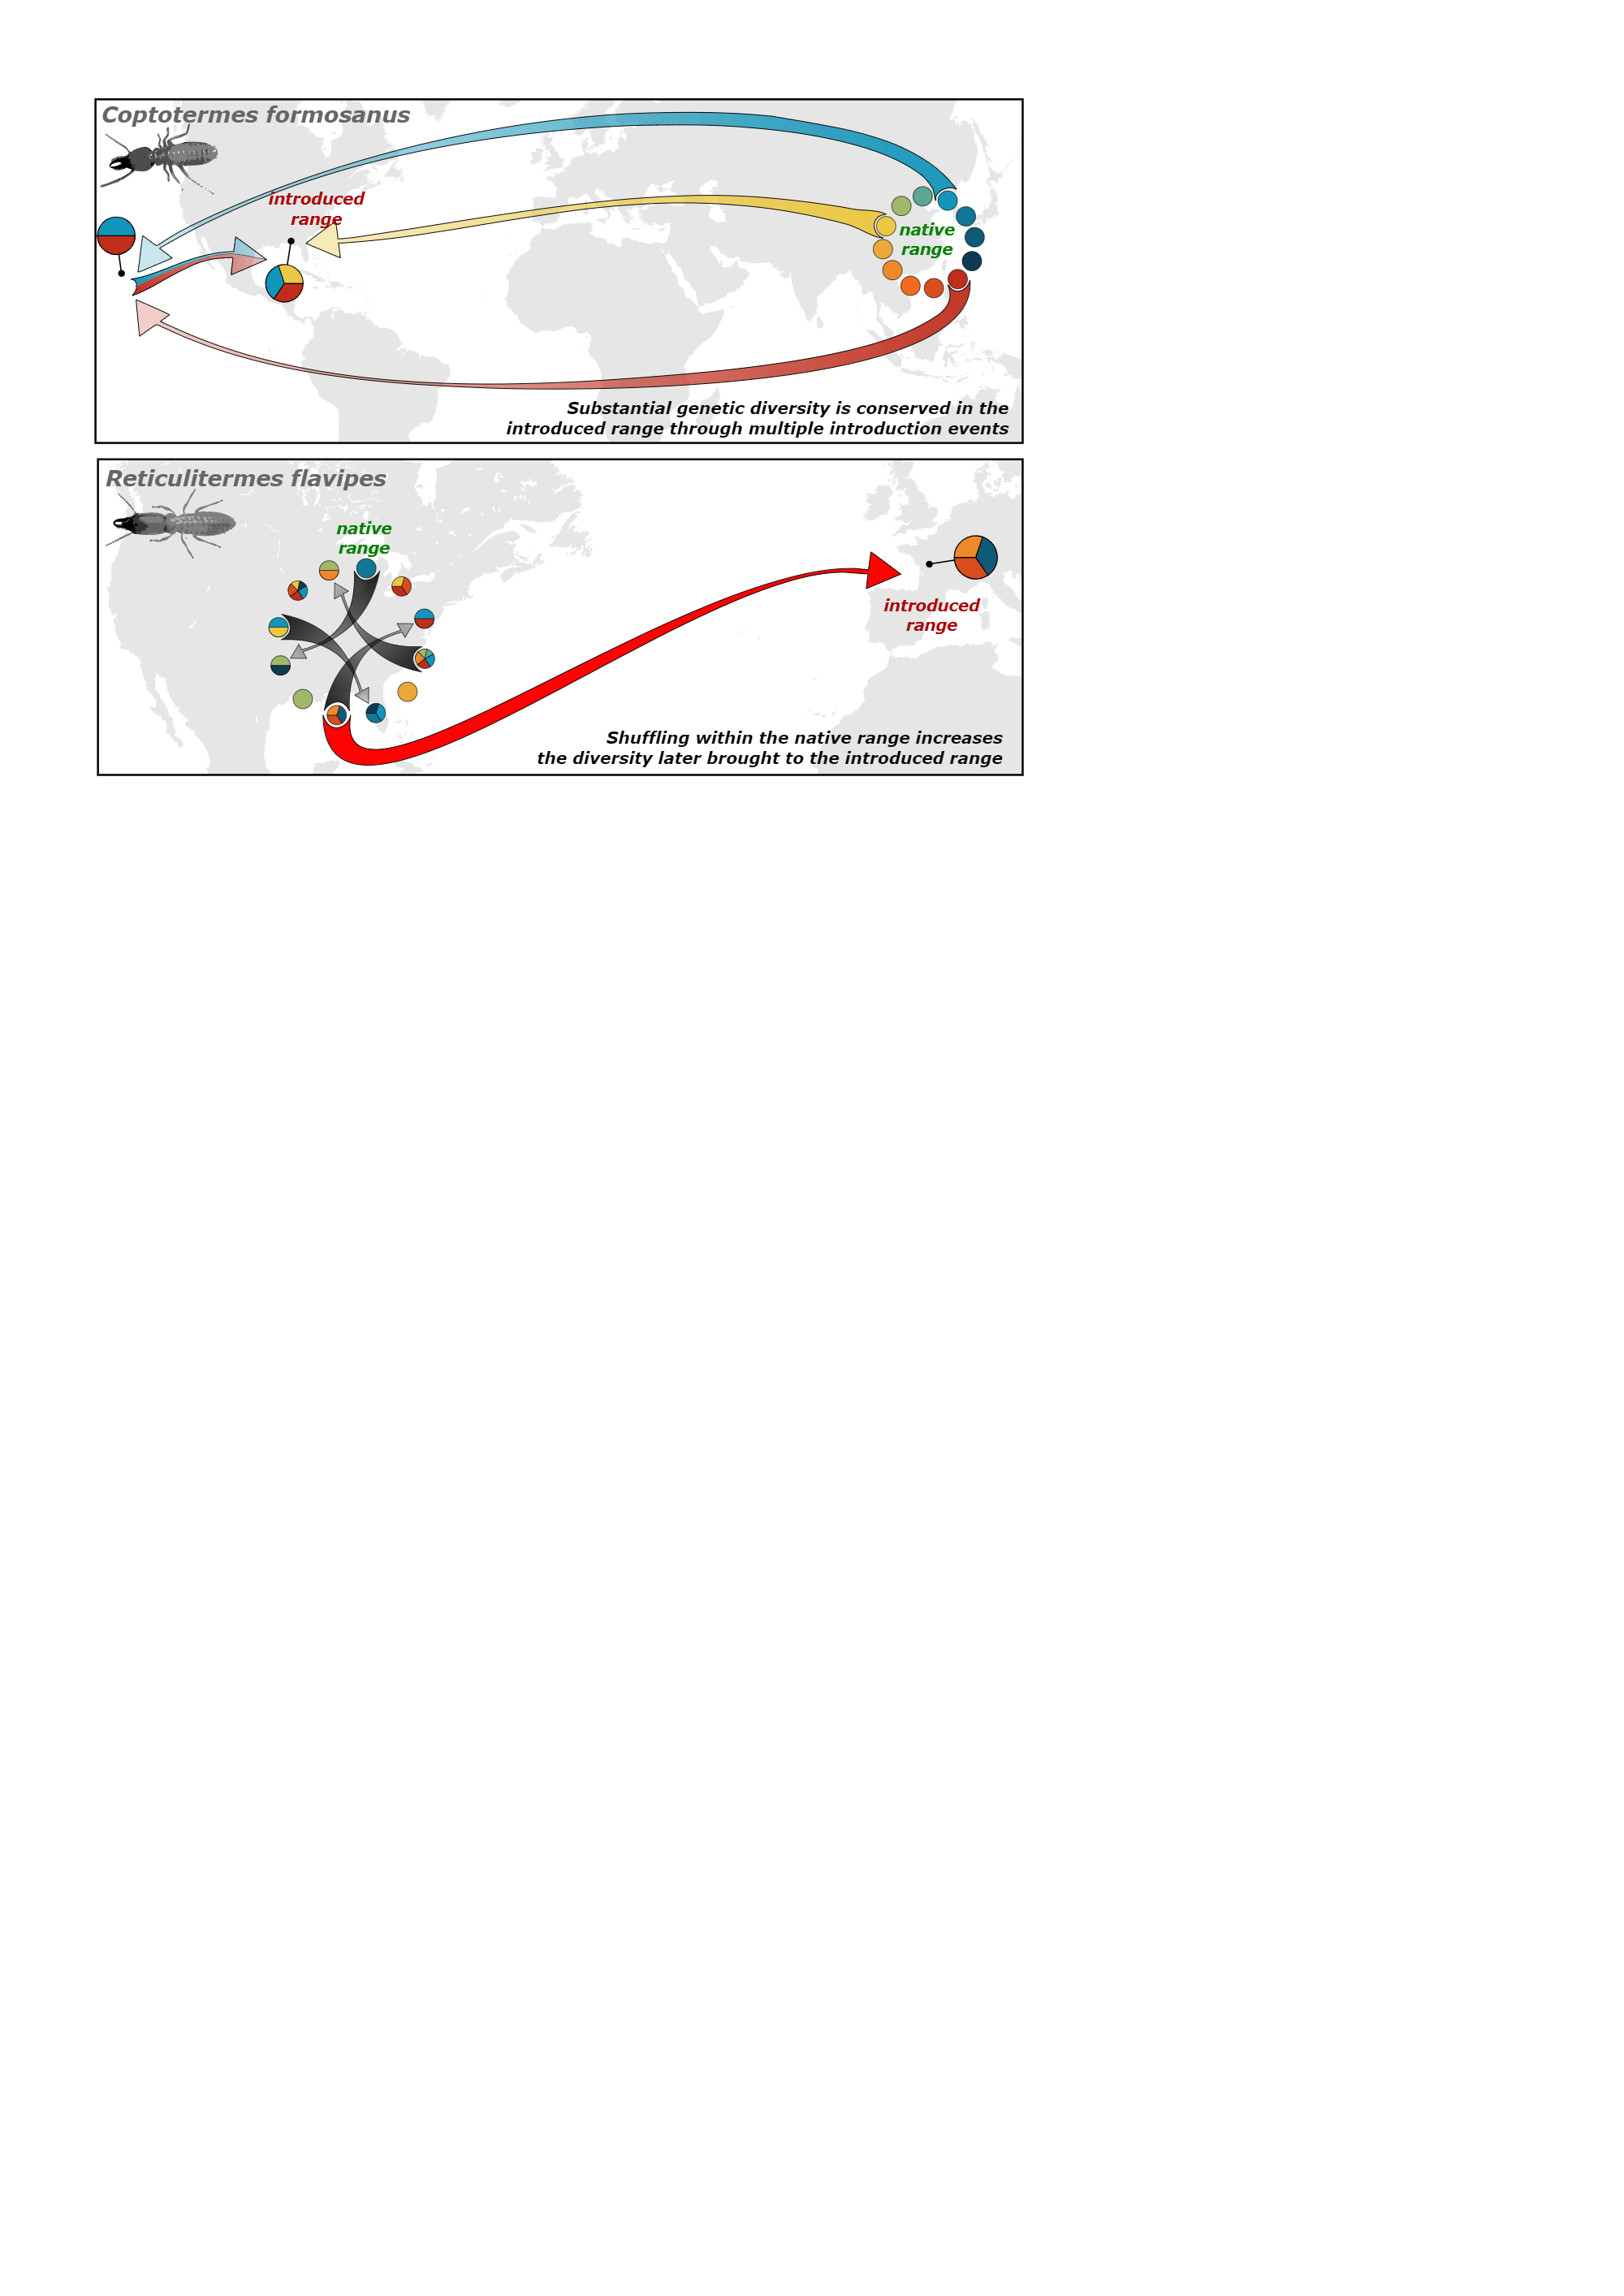 Coptotermes formosanus
introduced
range
native
range
Substantial genetic diversity is conserved in the
introduced range through multiple introduction events
Reticulitermes flavipes
native
range
introduced
range
Shuffling within the native range increases
the diversity later brought to the introduced range